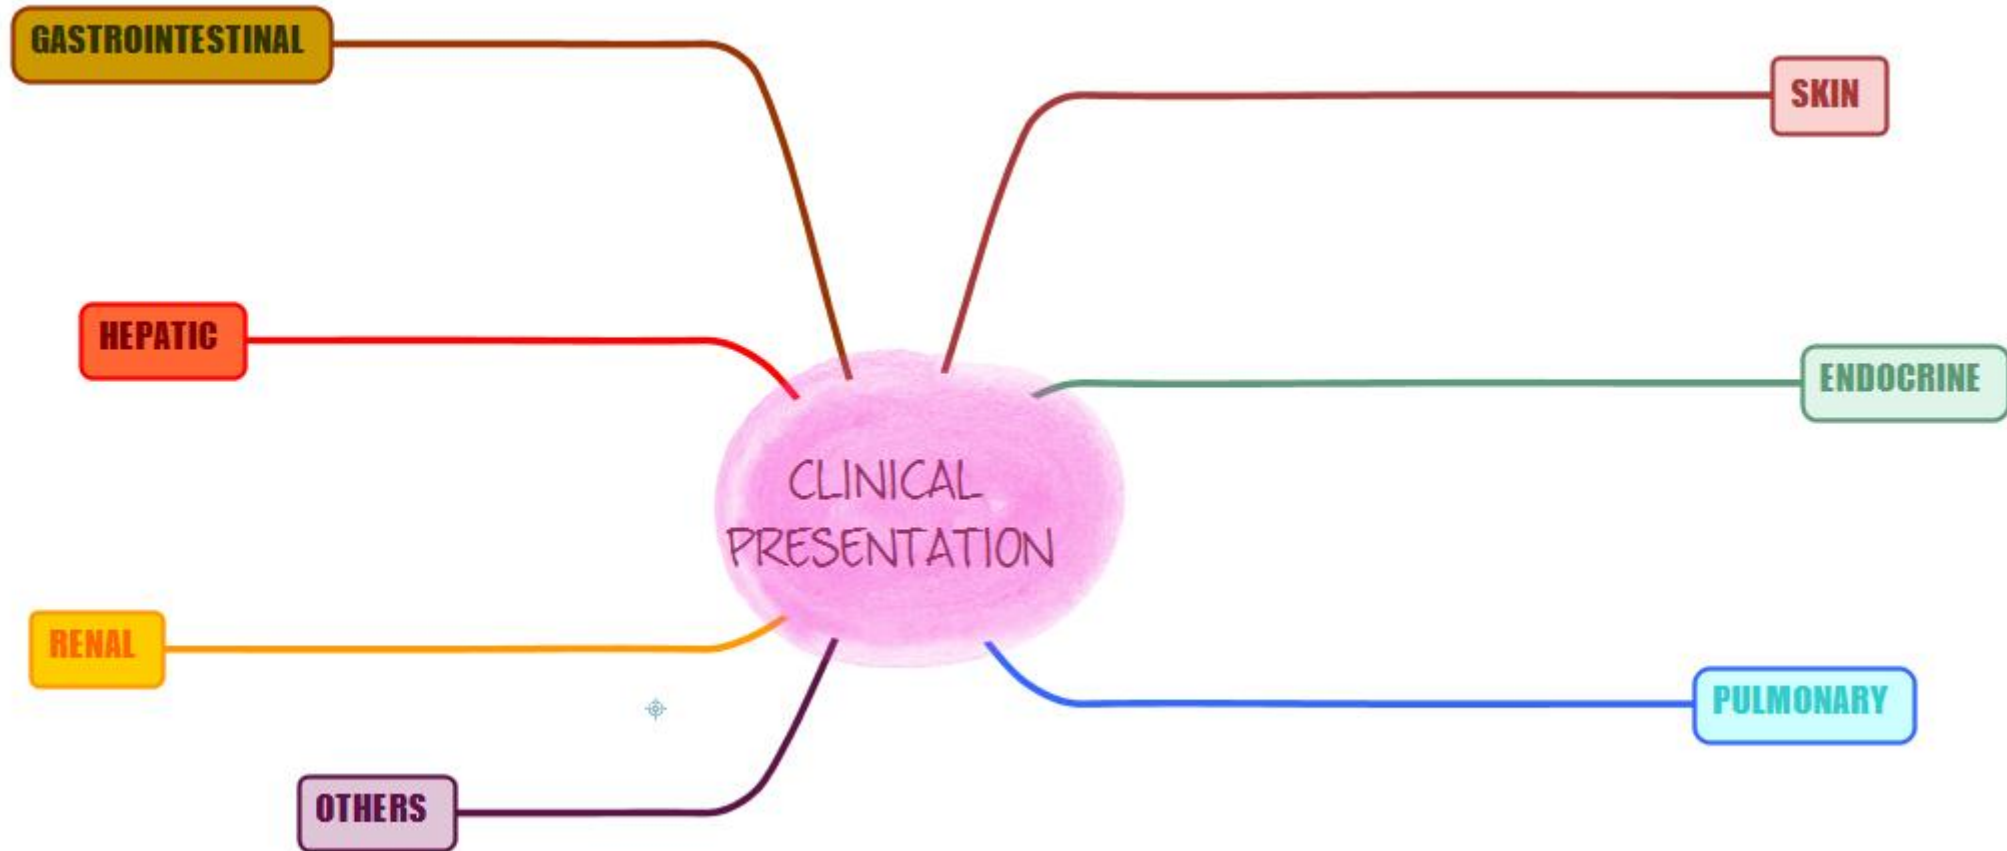 GASTROINTESTINAL
SKIN
HEPATIC
ENDOCRINE
CLINICAL
PRESENTATION
RENAL
PULMONARY
OTHERS